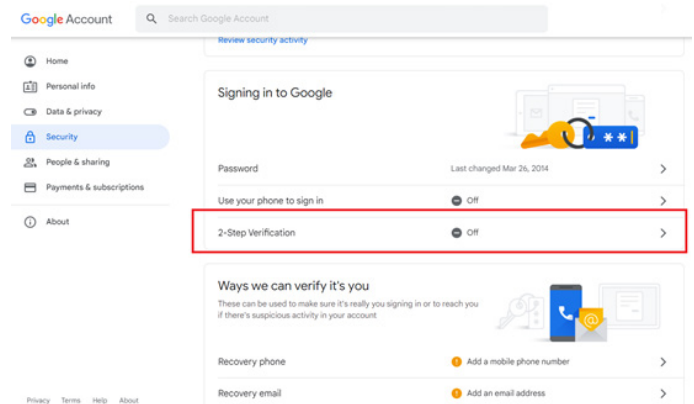 Google Account
Search Google Account
Review security activity
Home
Personal info
Data & privacy
Security
People & sharing
Payments & subscriptions
About
Signing in to Google
**
Password
Last changed Mar 26, 2014
Use your phone to sign in
Off
2-Step Verification
Off
Ways we can verify it's you
These can be used to make sure it's really you signing in or to reach you
if there's suspicious activity in your account
Recovery phone
! Add a mobile phone number
Recovery email
! Add an email address
Privacy Terms Help About